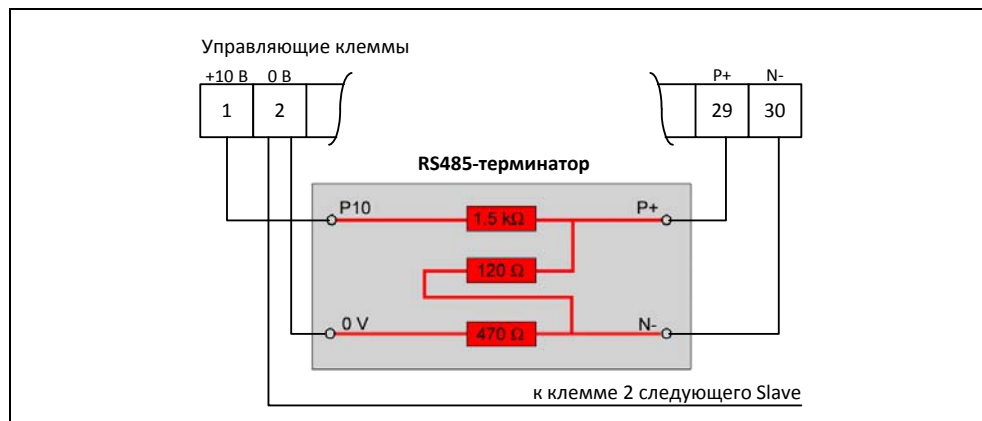 Управляющие клеммы
+10 В 0 В P+ N-
1 2 29 30
RS485-терминатор
P10 1.5 kΩ P+
120 Ω
0 V 470 Ω N-
к клемме 2 следующего Slave